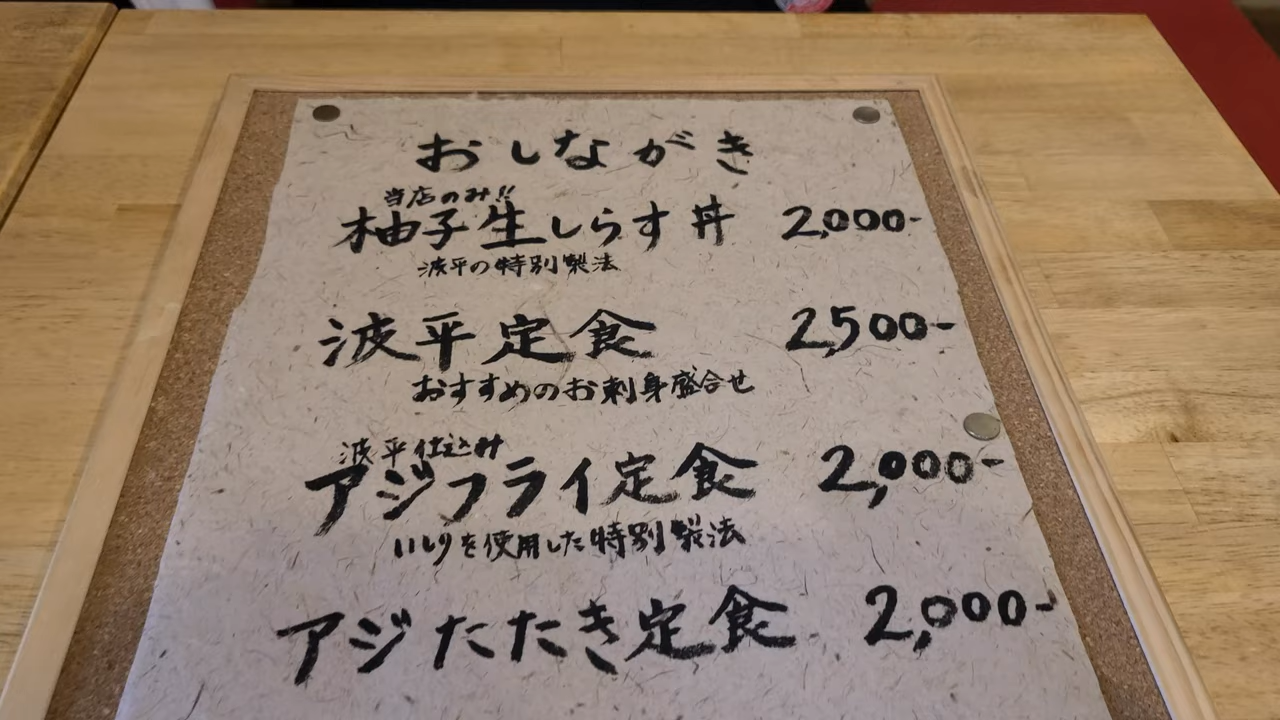 おしながき
当店のみ!!
柚子生しらす丼 2,000-
波平の特別製法
波平定食 2,500-
おすすめのお刺身盛合せ
波平仕込み
アジフライ定食 2,000-
いしりを使用した特別製法
アジたたき定食 2,000-